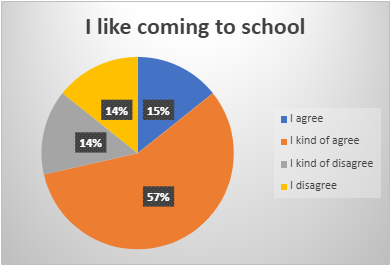 I like coming to school
14%
15%
14%
57%
I agree
I kind of agree
I kind of disagree
I disagree